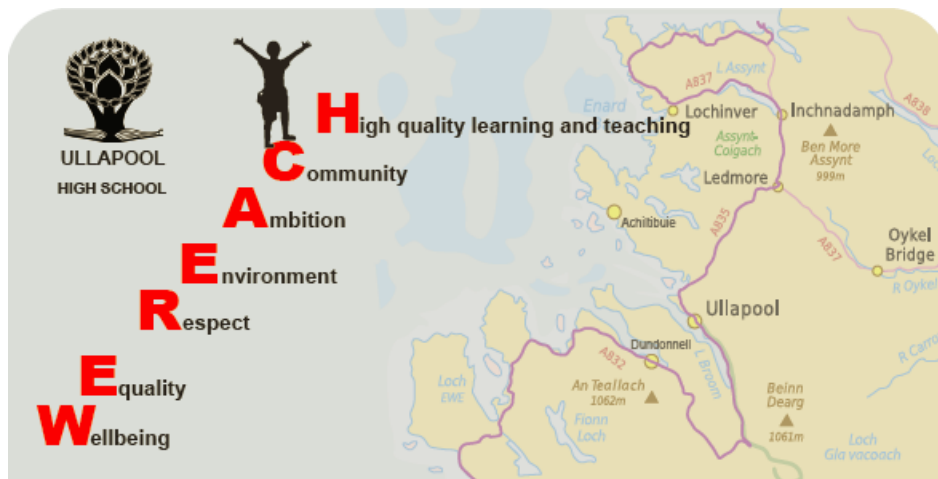 ULLAPOOL
HIGH SCHOOL
High quality learning and teaching
Community
Ambition
Environment
Respect
Equality
Wellbeing
A837
L Assynt
A838
Enard
Lochinver
Inchnadamph
Assynt-
Coigach
Ben More
Assynt
999m
Ledmore
Achiltibuie
A835
A837
Oykel
Bridge
R Oykel
Ullapool
Dundonnell
A832
L Broom
R Carro
An Teallach
1062m
Loch
EWE
Fionn
Loch
Beinn
Dearg
1061m
Loch
Gla vacoach